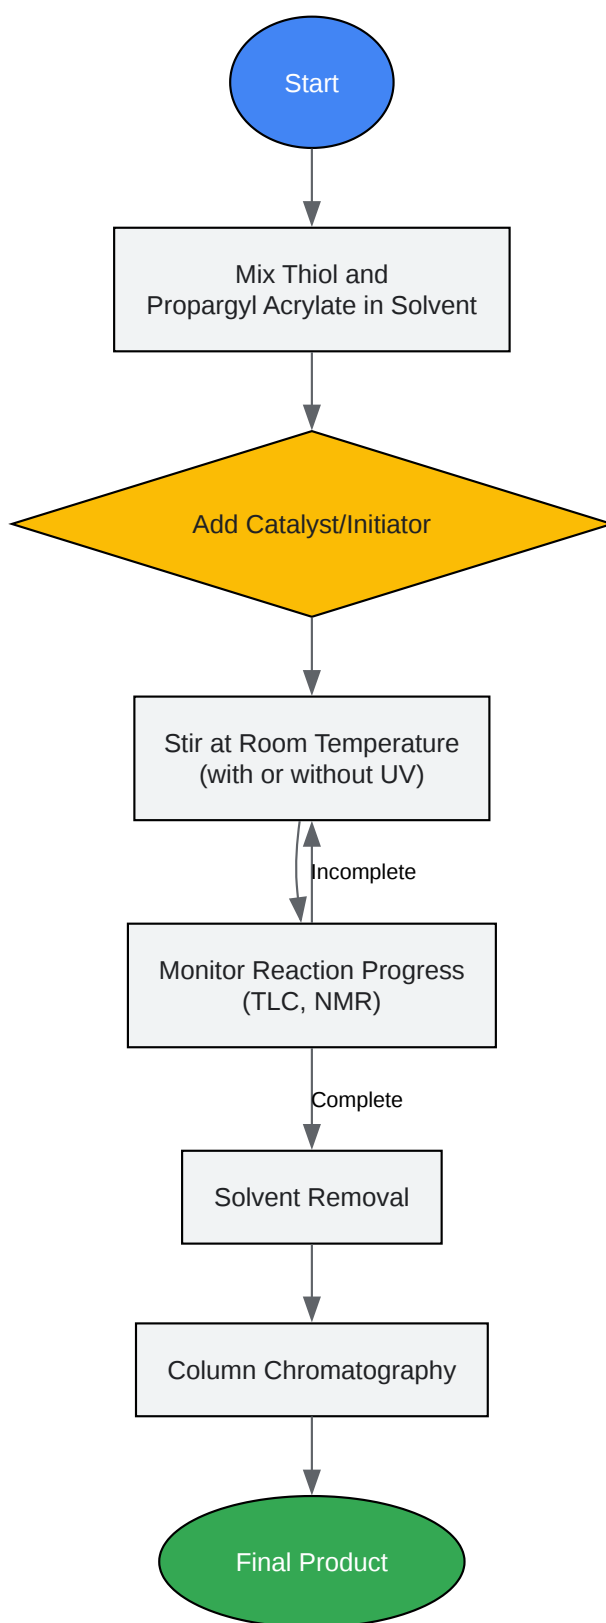 Start
Mix Thiol and
Propargyl Acrylate in Solvent
Add Catalyst/Initiator
Stir at Room Temperature
(with or without UV)
Incomplete
Monitor Reaction Progress
(TLC, NMR)
Complete
Solvent Removal
Column Chromatography
Final Product